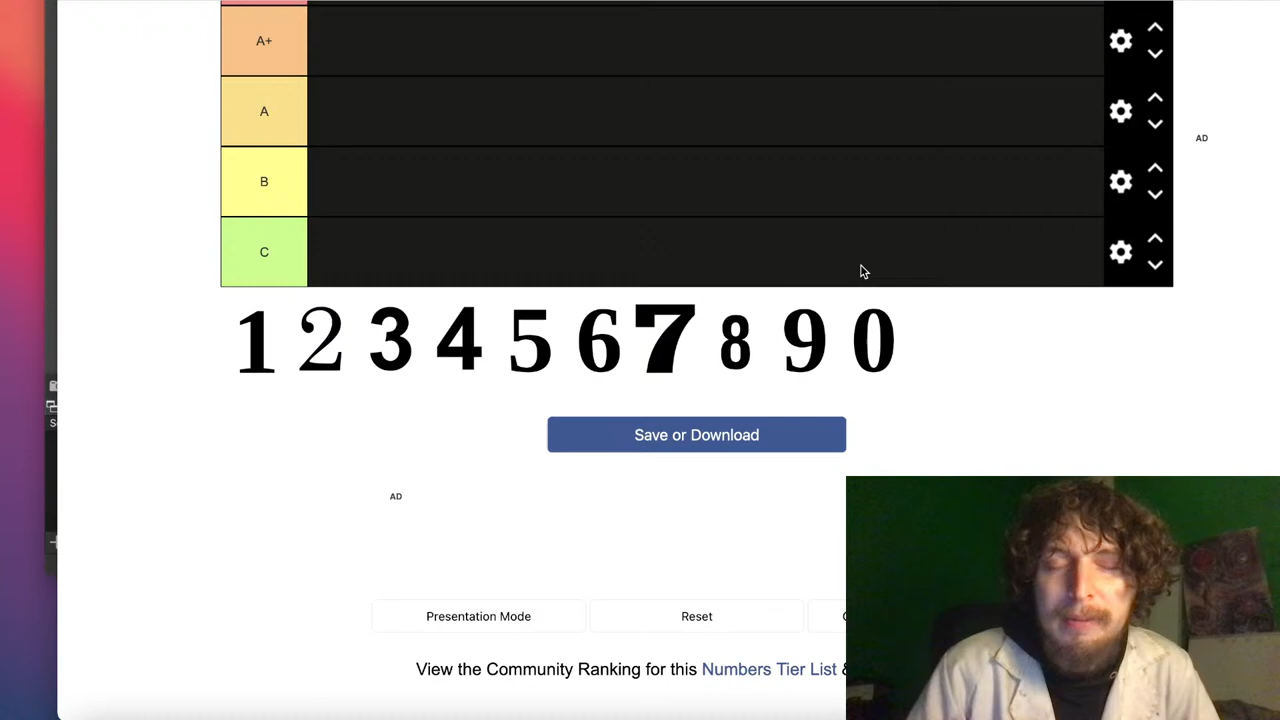 A+
A
AD
B
C
1 2 3 4 5 6 7 8 9 0
Save or Download
AD
Presentation Mode
Reset
View the Community Ranking for this Numbers Tier List